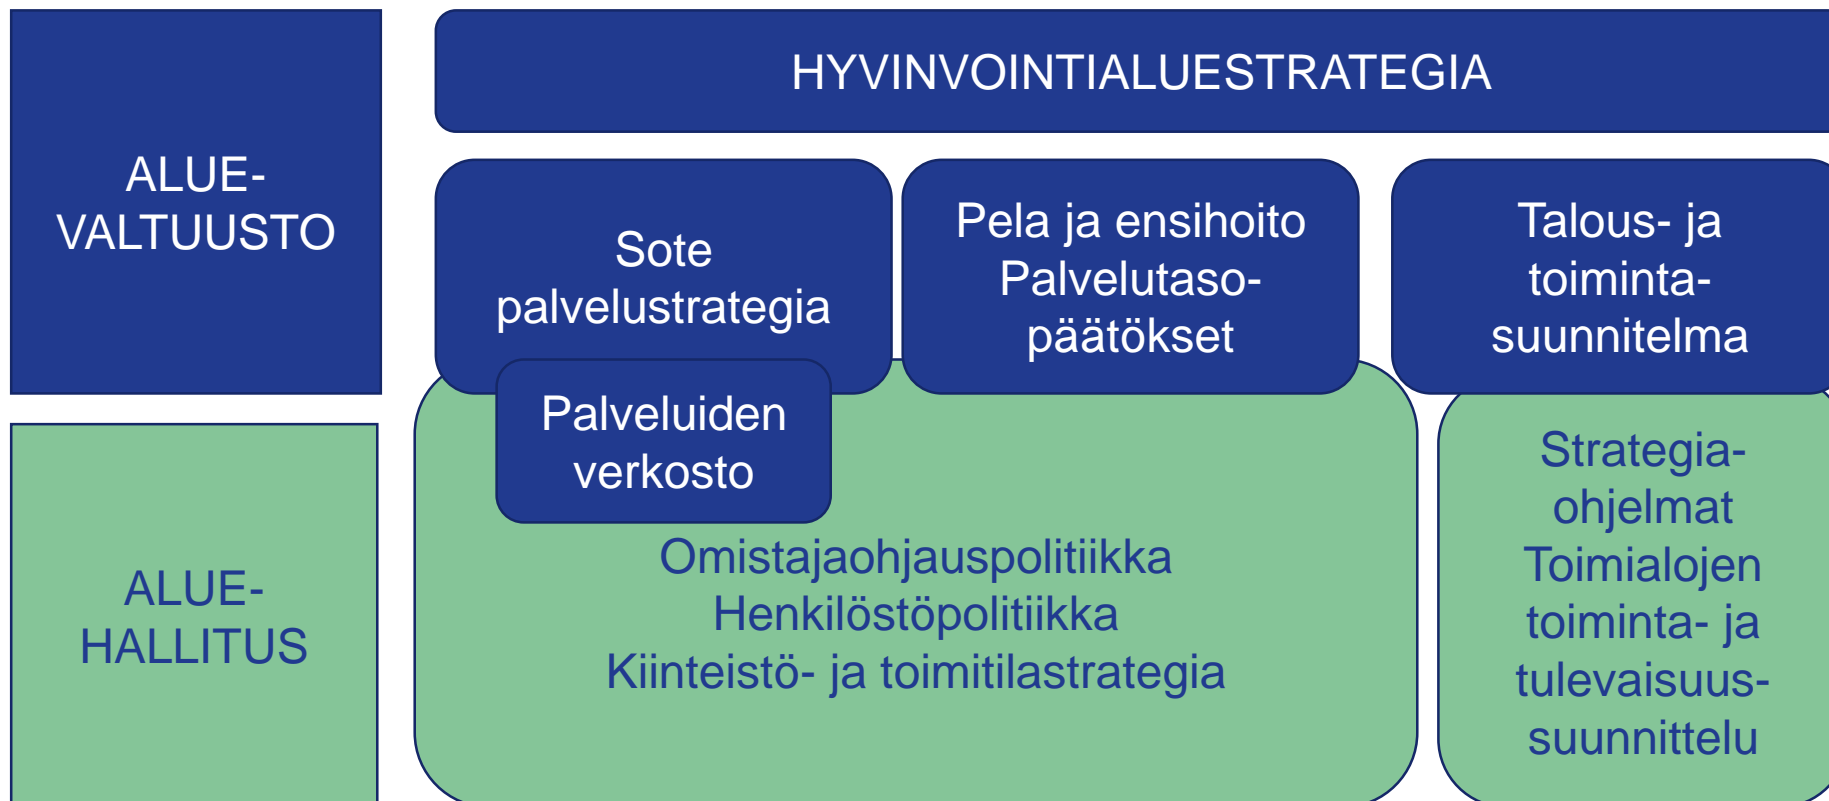 ALUE-
VALTUUSTO
HYVINVOINTIALUESTRATEGIA
Sote
palvelustrategia
Pela ja ensihoito
Palvelutaso-
päätökset
Talous- ja
toiminta-
suunnitelma
Palveluiden
verkosto
ALUE-
HALLITUS
Omistajaohjauspolitiikka
Henkilöstöpolitiikka
Kiinteistö- ja toimitilastrategia
Strategia-
ohjelmat
Toimialojen
toiminta- ja
tulevaisuus-
suunnittelu